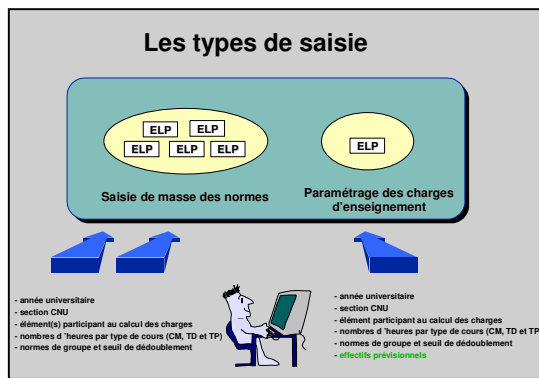 Les types de saisie
ELP ELP
ELP ELP ELP
ELP
Saisie de masse des normes
Paramétrage des charges
d'enseignement
- année universitaire
- section CNU
- élément(s) participant au calcul des charges
- nombres d 'heures par type de cours (CM, TD et TP)
- normes de groupe et seuil de dédoublement
- année universitaire
- section CNU
- élément participant au calcul des charges
- nombres d 'heures par type de cours (CM, TD et TP
- normes de groupe et seuil de dédoublement
- effectifs prévisionnels